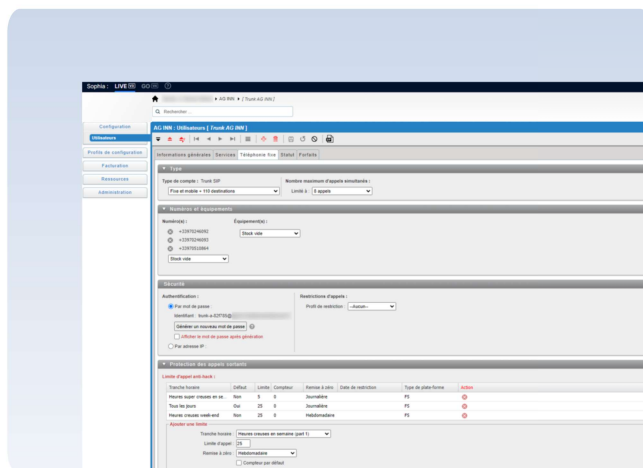 Sophia : LIVE GO
AG INN [ Trunk AG INN ]
Rechercher ...
Configuration
Utilisateurs
Profils de configuration
Facturation
Ressources
Administration
AG INN : Utilisateurs [ Trunk AG INN ]
Informations générales Services Téléphonie fixe Statut Forfaits
Type
Type de compte : Trunk SIP Nombre maximum d'appels simultanés :
Fixe et mobile + 110 destinations Limité à : 5 appels
Numéros et équipements
Numéro(s) : Équipement(s) :
Stock vide
Stock vide
Sécurité
Authentification : Restrictions d'appels :
Par mot de passe : Profil de restriction : --Aucun--
Identifiant :
Générer un nouveau mot de passe
Afficher le mot de passe après génération
Par adresse IP
Protection des appels sortants
Limite d'appel anti-hack :
Tranche horaire Défaut Limite Compteur Remise à zéro Date de restriction Type de plate-forme Action
Heures super creuses en se... Non 5 0 Journalière FS
Tous les jours Oui 25 0 Journalière FS
Heures creuses week-end Non 25 0 Hebdomadaire FS
Ajouter une limite
Tranche horaire Heures creuses en semaine (part 1)
Limite d'appel 25
Remise à zéro Hebdomadaire
Compteur par défaut